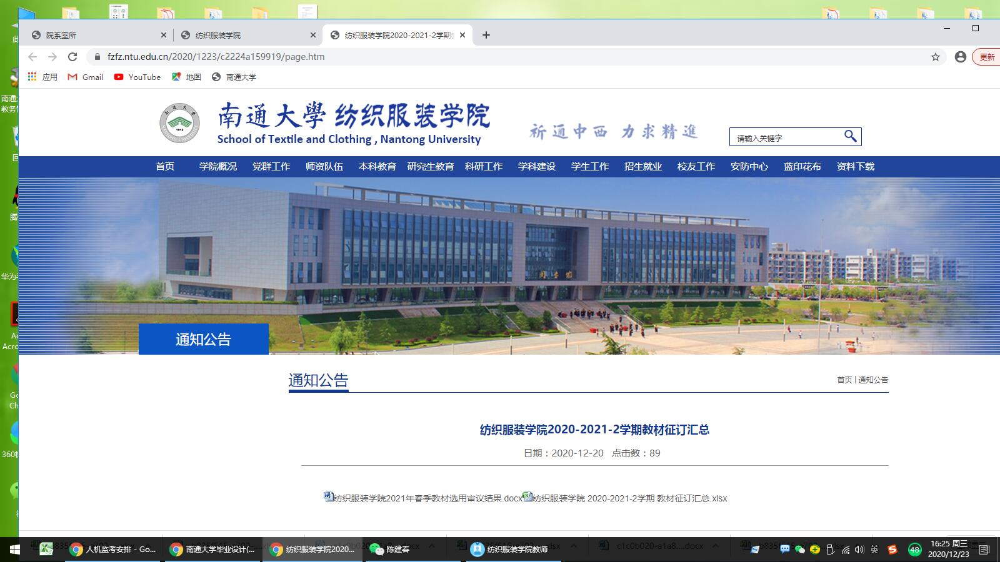 院系室所
纺织服装学院
纺织服装学院2020-2021-2学期
fzfz.ntu.edu.cn/2020/1223/c2224a159919/page.htm
更新
应用
Gmail
YouTube
地图
南通大学
南通大學 纺织服装学院
School of Textile and Clothing , Nantong University
祈通中西 力求精進
请输入关键字
首页 学院概况 党群工作 师资队伍 本科教育 研究生教育 科研工作 学科建设 学生工作 招生就业 校友工作 安防中心 蓝印花布 资料下载
通知公告
通知公告
首页 | 通知公告
纺织服装学院2020-2021-2学期教材征订汇总
日期：2020-12-20 点击数：89
纺织服装学院2021年春季教材选用审议结果.docx 纺织服装学院 2020-2021-2学期 教材征订汇总.xlsx
人机监考安排 - Go...
南通大学毕业设计(...
纺织服装学院2020...
陈建春
纺织服装学院教师
c1c0b020-a1a8....docx
英
48
16:25 周三
2020/12/23